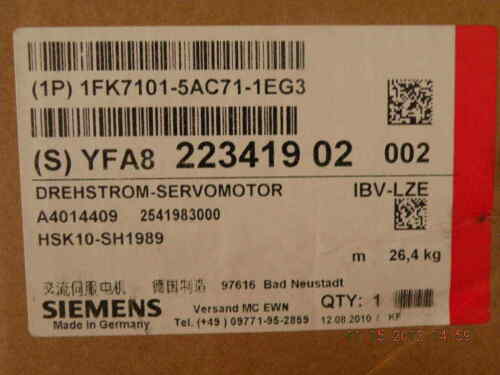 (1P) 1FK7101-5AC71-1EG3
(S) YFA8 223419 02 002
DREHSTROM-SERVOMOTOR IBV-LZE
A4014409 2541983000
HSK10-SH1989
m 26,4 kg
交流伺服电机 德国制造 97616 Bad Neustadt
SIEMENS Versand MC EWN QTY: 1
Made in Germany Tel. (+49 ) 09771-95-2859 12.08.2010 / KF